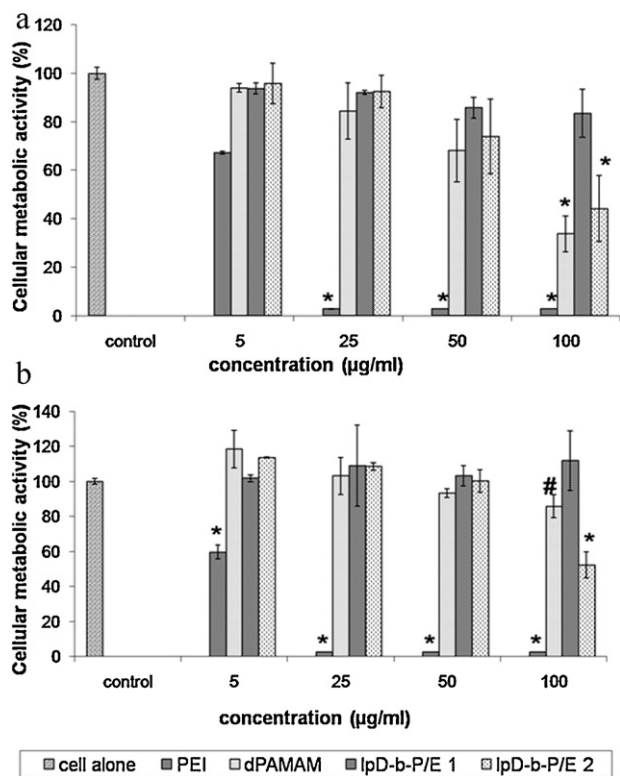 a
Cellular metabolic activity (%)
120
100
80
60
40
20
0
* * * * *
control 5 25 50 100
concentration (µg/ml)
b
Cellular metabolic activity (%)
140
120
100
80
60
40
20
0
* * * # * *
control 5 25 50 100
concentration (µg/ml)
cell alone PEI dPAMAM lpD-b-P/E 1 lpD-b-P/E 2